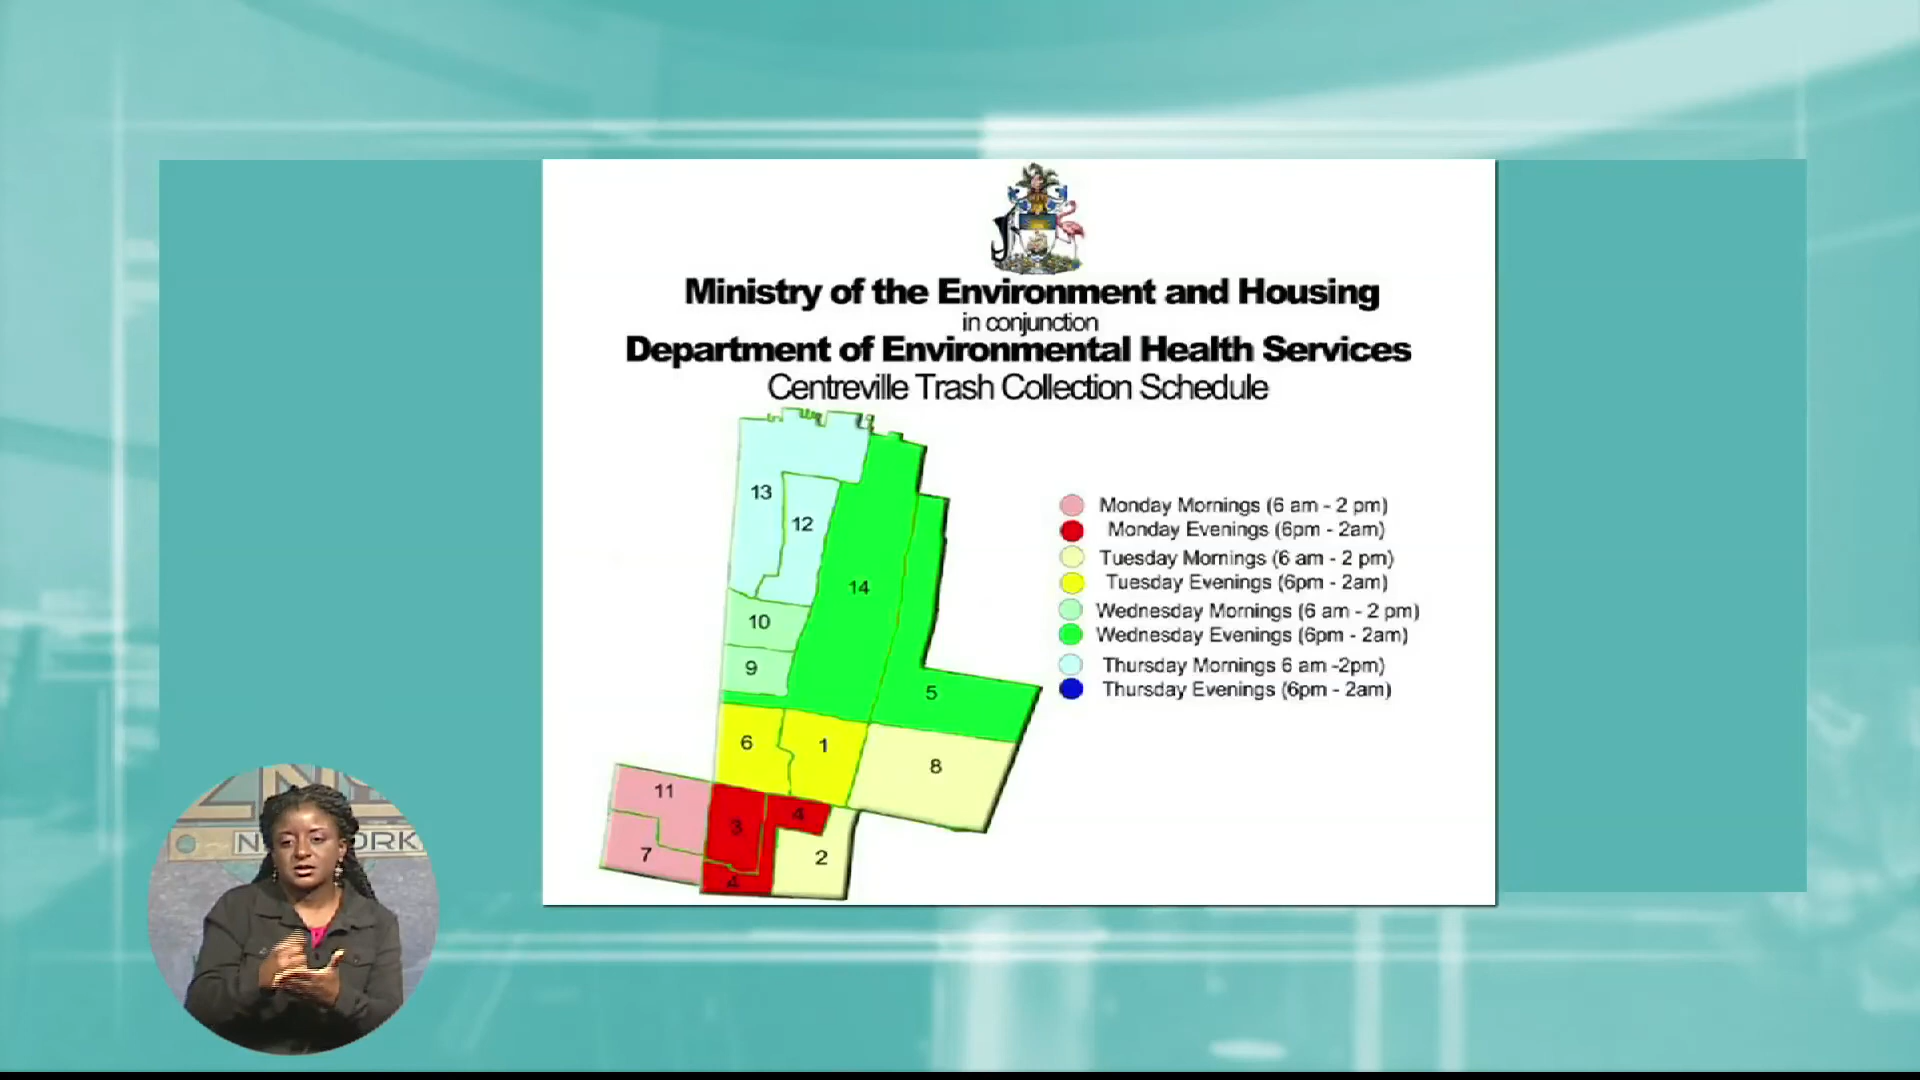 Ministry of the Environment and Housing
in conjunction
Department of Environmental Health Services
Centreville Trash Collection Schedule
13
12
14
10
9
5
6
1
8
11
3
4
7
2
4
Monday Mornings (6 am - 2 pm)
Monday Evenings (6pm - 2am)
Tuesday Mornings (6 am - 2 pm)
Tuesday Evenings (6pm - 2am)
Wednesday Mornings (6 am - 2 pm)
Wednesday Evenings (6pm - 2am)
Thursday Mornings 6 am -2pm)
Thursday Evenings (6pm - 2am)